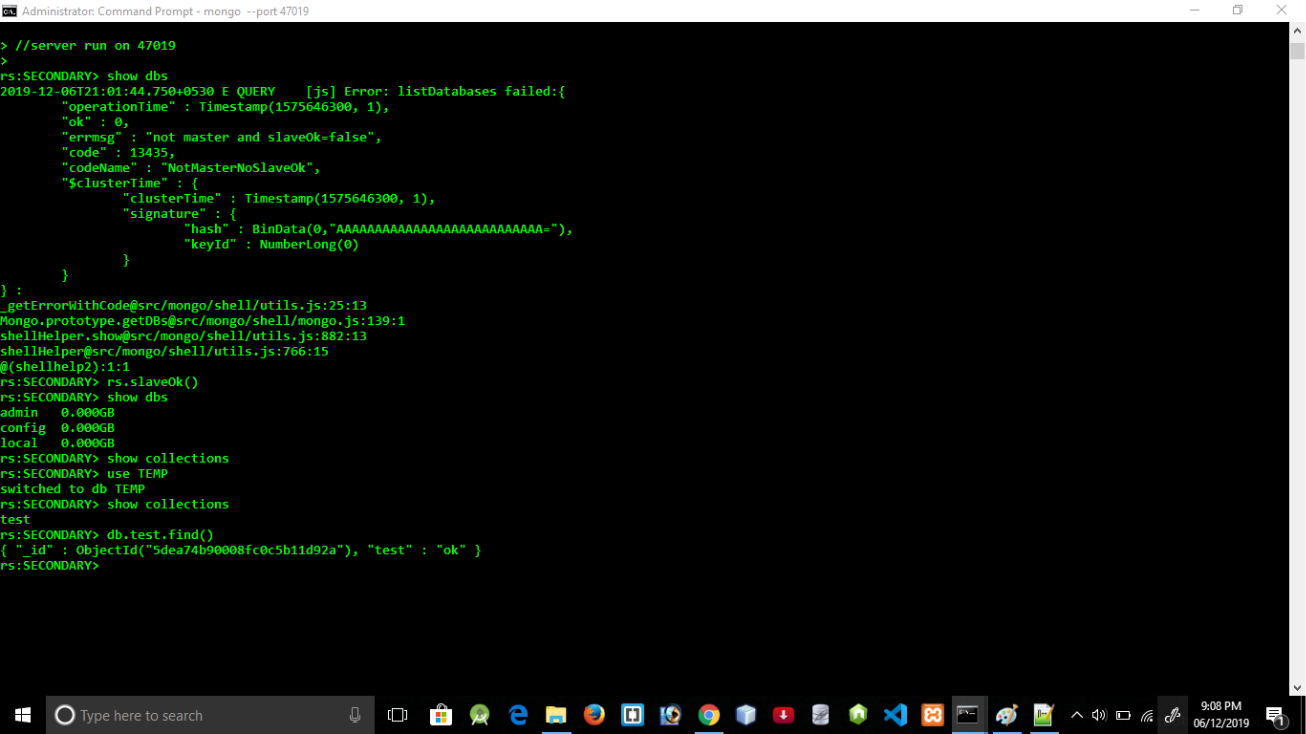 Administrator: Command Prompt - mongo  --port 47019
> //server run on 47019
>
rs:SECONDARY> show dbs
2019-12-06T21:01:44.750+0530 E QUERY    [js] Error: listDatabases failed:{
        "operationTime" : Timestamp(1575646300, 1),
        "ok" : 0,
        "errmsg" : "not master and slaveOk=false",
        "code" : 13435,
        "codeName" : "NotMasterNoSlaveOk",
        "$clusterTime" : {
                "clusterTime" : Timestamp(1575646300, 1),
                "signature" : {
                        "hash" : BinData(0,"AAAAAAAAAAAAAAAAAAAAAAAAAAA="),
                        "keyId" : NumberLong(0)
                }
        }
} :
_getErrorWithCode@src/mongo/shell/utils.js:25:13
Mongo.prototype.getDBs@src/mongo/shell/mongo.js:139:1
shellHelper.show@src/mongo/shell/utils.js:882:13
shellHelper@src/mongo/shell/utils.js:766:15
@(shellhelp2):1:1
rs:SECONDARY> rs.slaveOk()
rs:SECONDARY> show dbs
admin   0.000GB
config  0.000GB
local   0.000GB
rs:SECONDARY> show collections
rs:SECONDARY> use TEMP
switched to db TEMP
rs:SECONDARY> show collections
test
rs:SECONDARY> db.test.find()
{ "_id" : ObjectId("5dea74b90008fc0c5b11d92a"), "test" : "ok" }
rs:SECONDARY>
Type here to search
9:08 PM
06/12/2019
1